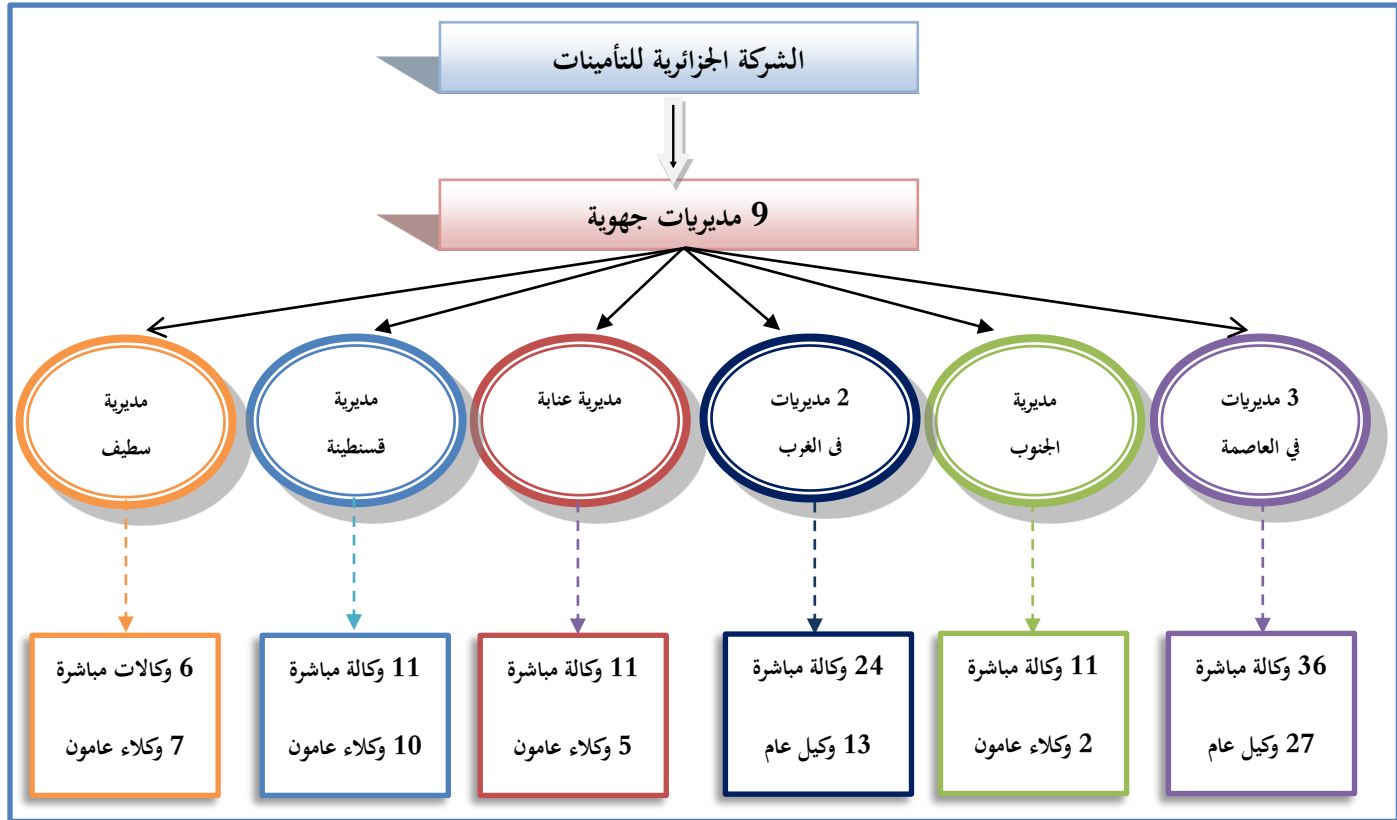 الشركة الجزائرية للتأمينات
9 مديريات جهوية
3 مديريات
في العاصمة
مديرية
الجنوب
2 مديريات
فى الغرب
مديرية عنابة
مديرية
قسنطينة
مديرية
سطيف
36 وكالة مباشرة
27 وكيل عام
11 وكالة مباشرة
2 وكلاء عامون
24 وكالة مباشرة
13 وكيل عام
11 وكالة مباشرة
5 وكلاء عامون
11 وكالة مباشرة
10 وكلاء عامون
6 وكالات مباشرة
7 وكلاء عامون